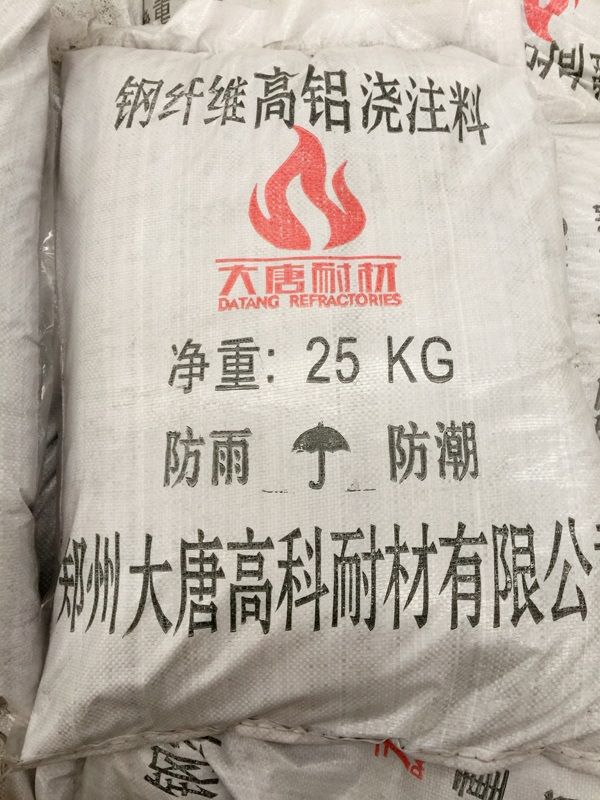 钢纤维高铝浇注料
大唐耐材
DATANG REFRACTORIES
净重: 25 KG
防雨 防潮
郑州大唐高科耐材有限公